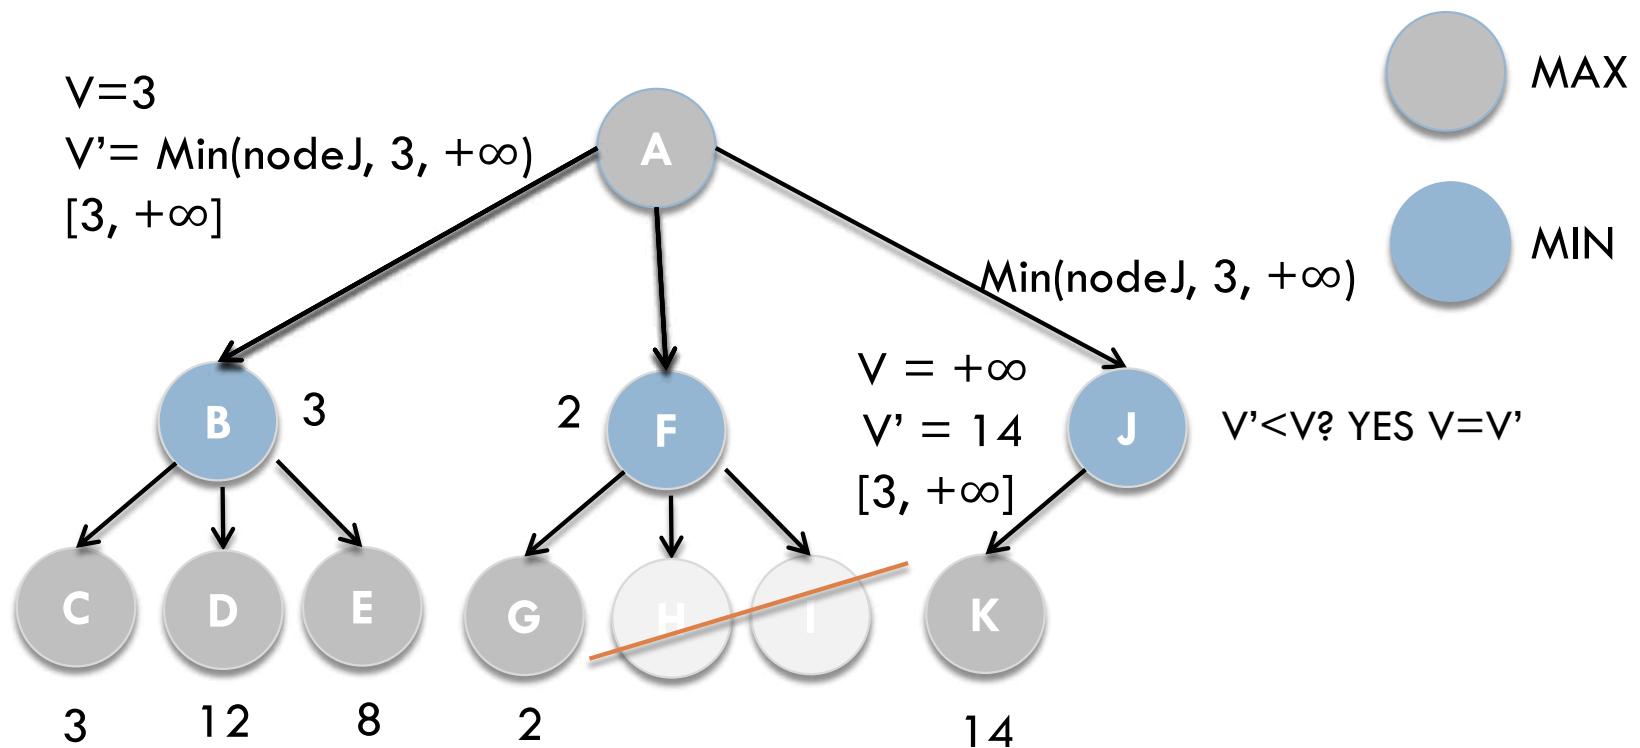 V=3
V’= Min(nodeJ, 3, +∞)
[3, +∞]
A
MAX
MIN
Min(nodeJ, 3, +∞)
B
3
2
F
V = +∞
V’ = 14
[3, +∞]
J
V’<V? YES V=V’
C
D
E
G
H
I
K
3
12
8
2
14